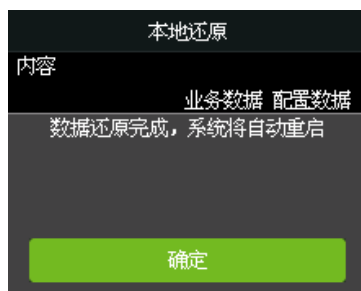 本地还原
内容
业务数据 配置数据
数据还原完成，系统将自动重启
确定